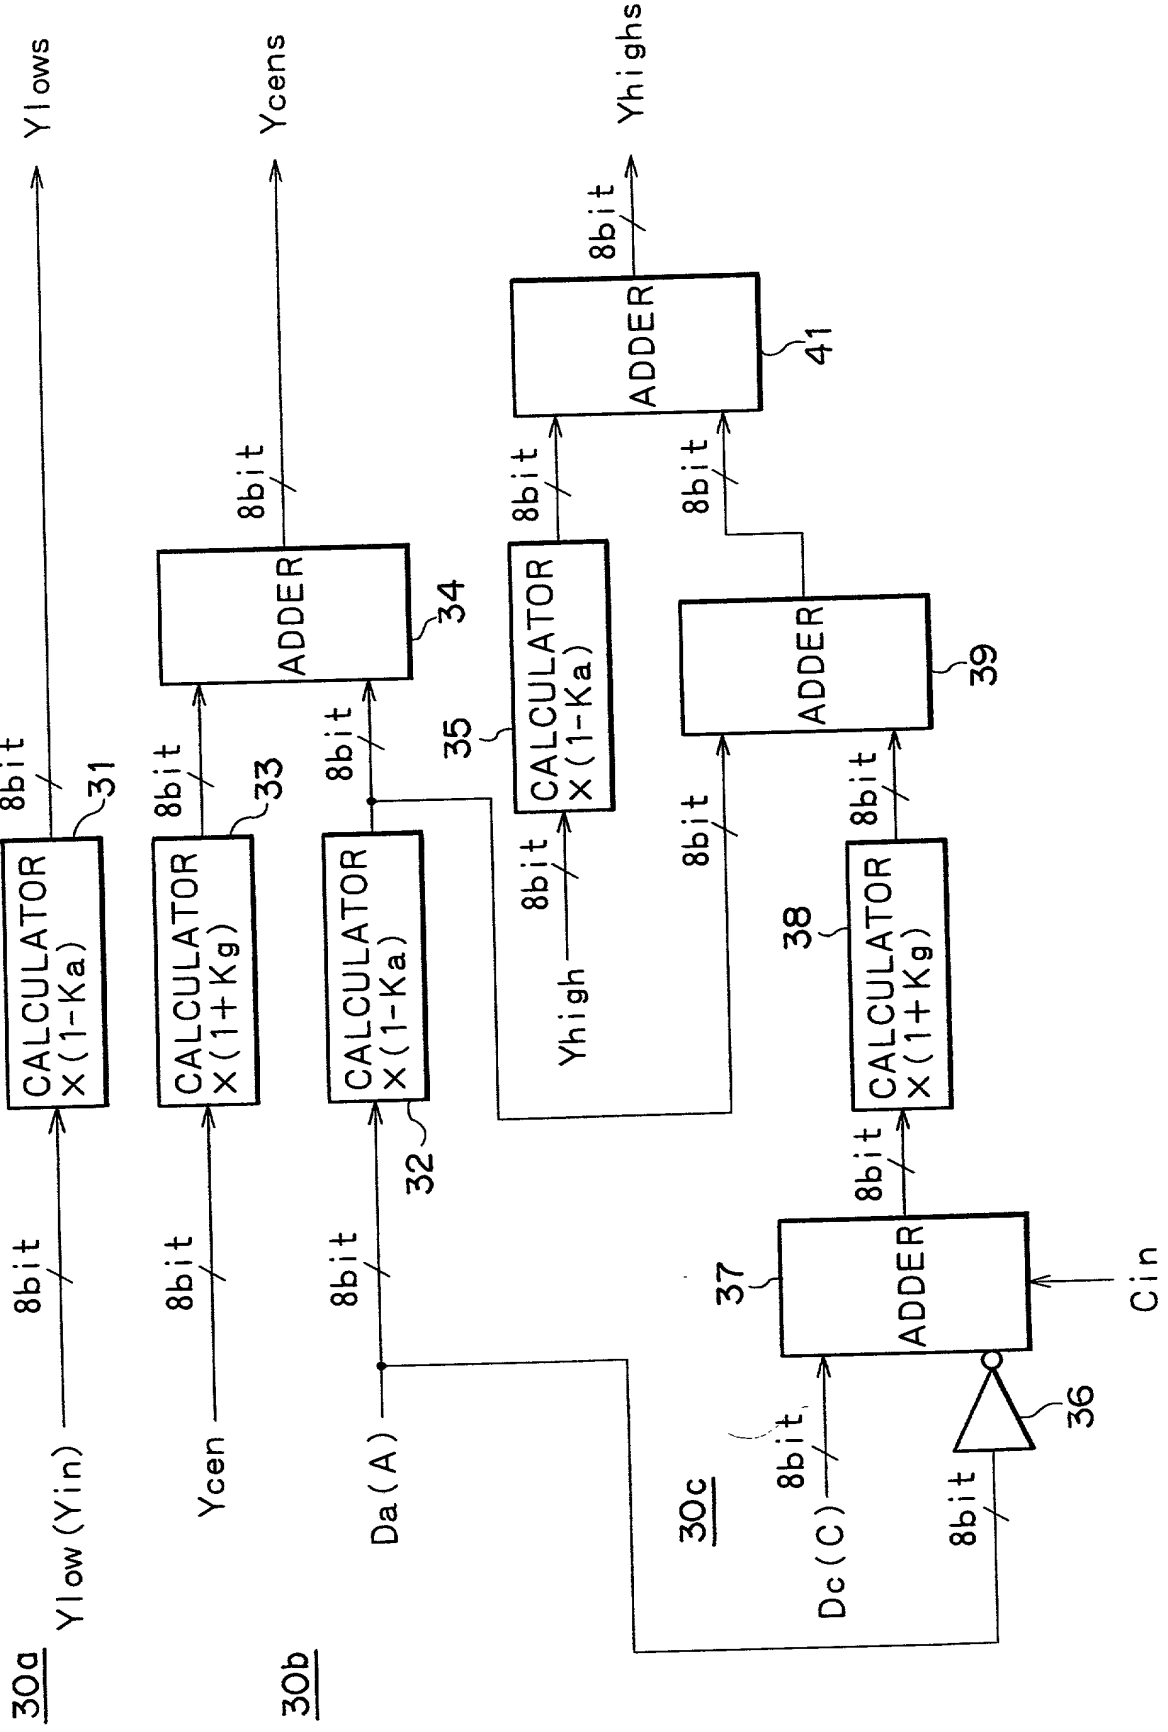 30a
Ylow(Yin)
8bit
CALCULATOR
×(1-Ka)
31
8bit
Ylows
Ycen
8bit
CALCULATOR
×(1+Kg)
33
8bit
ADDER
34
8bit
Ycens
30b
Da(A)
8bit
CALCULATOR
×(1-Ka)
32
8bit
Yhigh
8bit
CALCULATOR
×(1-Ka)
35
8bit
ADDER
41
8bit
Yhighs
30c
Dc(C)
8bit
8bit
36
ADDER
37
Cin
8bit
CALCULATOR
×(1+Kg)
38
8bit
8bit
ADDER
39
8bit